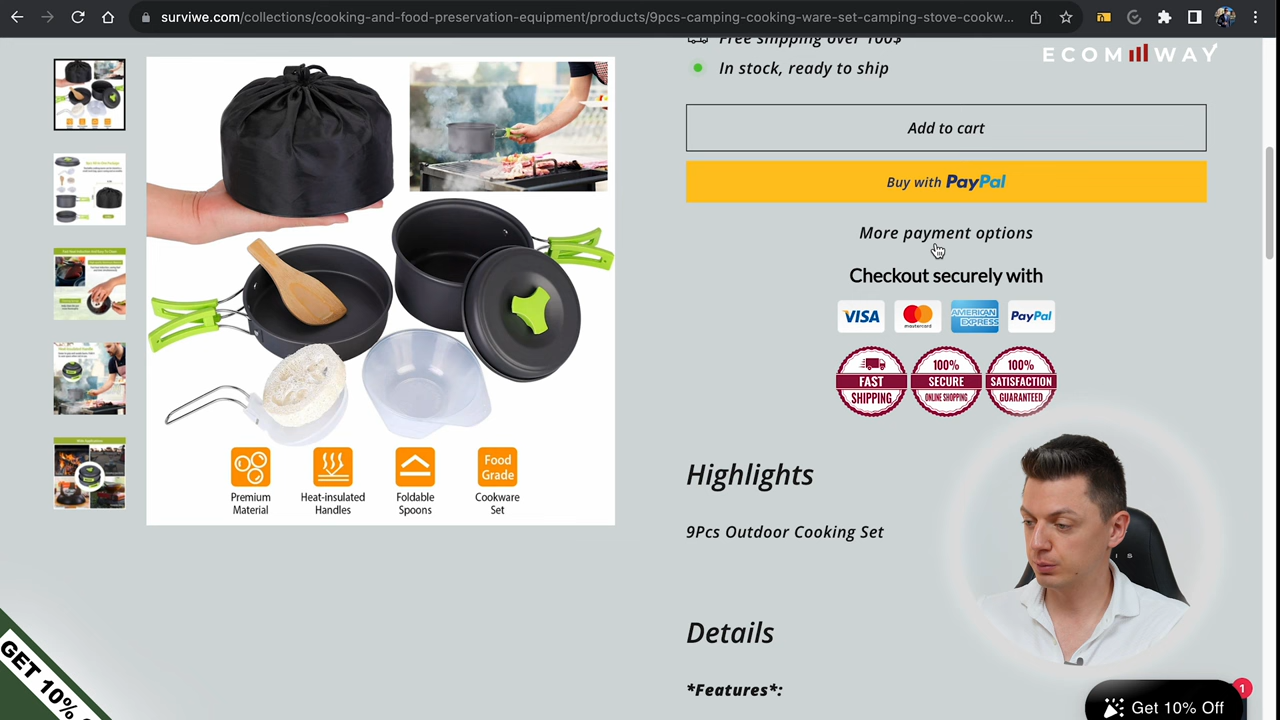 surviwe.com/collections/cooking-and-food-preservation-equipment/products/9pcs-camping-cooking-ware-set-camping-stove-cookw...
ECOM WAY
Free shipping over 100$
In stock, ready to ship
Add to cart
Buy with PayPal
More payment options
Checkout securely with
VISA
mastercard
AMERICAN EXPRESS
PayPal
FAST SHIPPING
100% SECURE ONLINE SHOPPING
100% SATISFACTION GUARANTEED
Premium Material
Heat-insulated Handles
Foldable Spoons
Food Grade
Cookware Set
Highlights
9Pcs Outdoor Cooking Set
Details
*Features*:
GET 10%
1
Get 10% Off